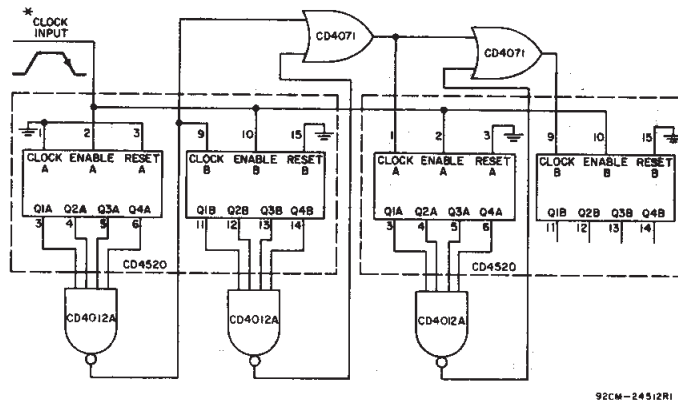 * CLOCK INPUT
CD4071
CD4071
1 2 3 9 10 15 1 2 3 9 10 15
CLOCK A ENABLE A RESET A
CLOCK B ENABLE B RESET B
CLOCK A ENABLE A RESET A
CLOCK B ENABLE B RESET B
Q1A Q2A Q3A Q4A
Q1B Q2B Q3B Q4B
Q1A Q2A Q3A Q4A
Q1B Q2B Q3B Q4B
3 4 5 6 11 12 13 14 3 4 5 6 11 12 13 14
CD4520
CD4520
CD4012A
CD4012A
CD4012A
92CM-24512R1